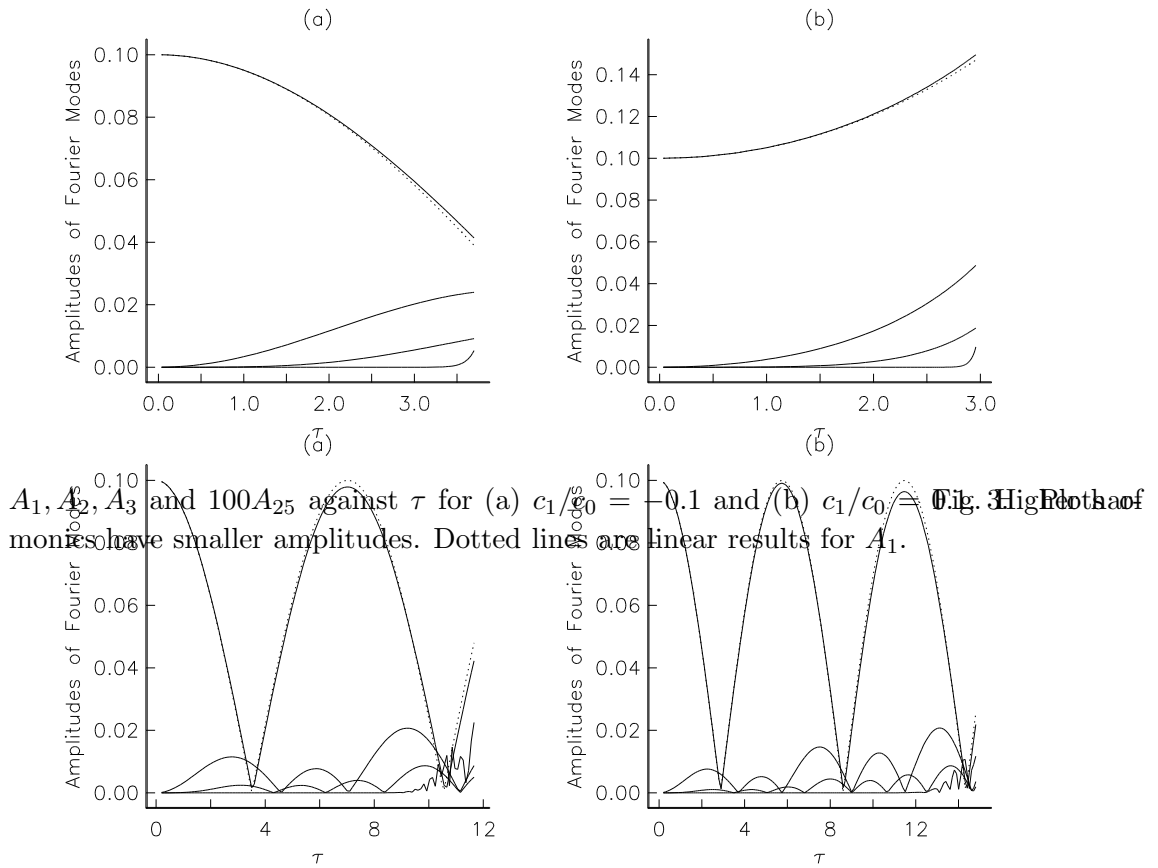 (a)
Amplitudes of Fourier Modes
0.10
0.08
0.06
0.04
0.02
0.00
0.0 1.0 2.0 3.0
τ
(b)
Amplitudes of Fourier Modes
0.14
0.12
0.10
0.08
0.06
0.04
0.02
0.00
0.0 1.0 2.0 3.0
τ
Fig. 3. Plots of
A₁, A₂, A₃ and 100A₂₅ against τ for (a) c₁/c₀ = −0.1 and (b) c₁/c₀ = 0.1. Higher har-
monics have smaller amplitudes. Dotted lines are linear results for A₁.
(a)
Amplitudes of Fourier Modes
0.10
0.08
0.06
0.04
0.02
0.00
0 4 8 12
τ
(b)
Amplitudes of Fourier Modes
0.10
0.08
0.06
0.04
0.02
0.00
0 4 8 12
τ